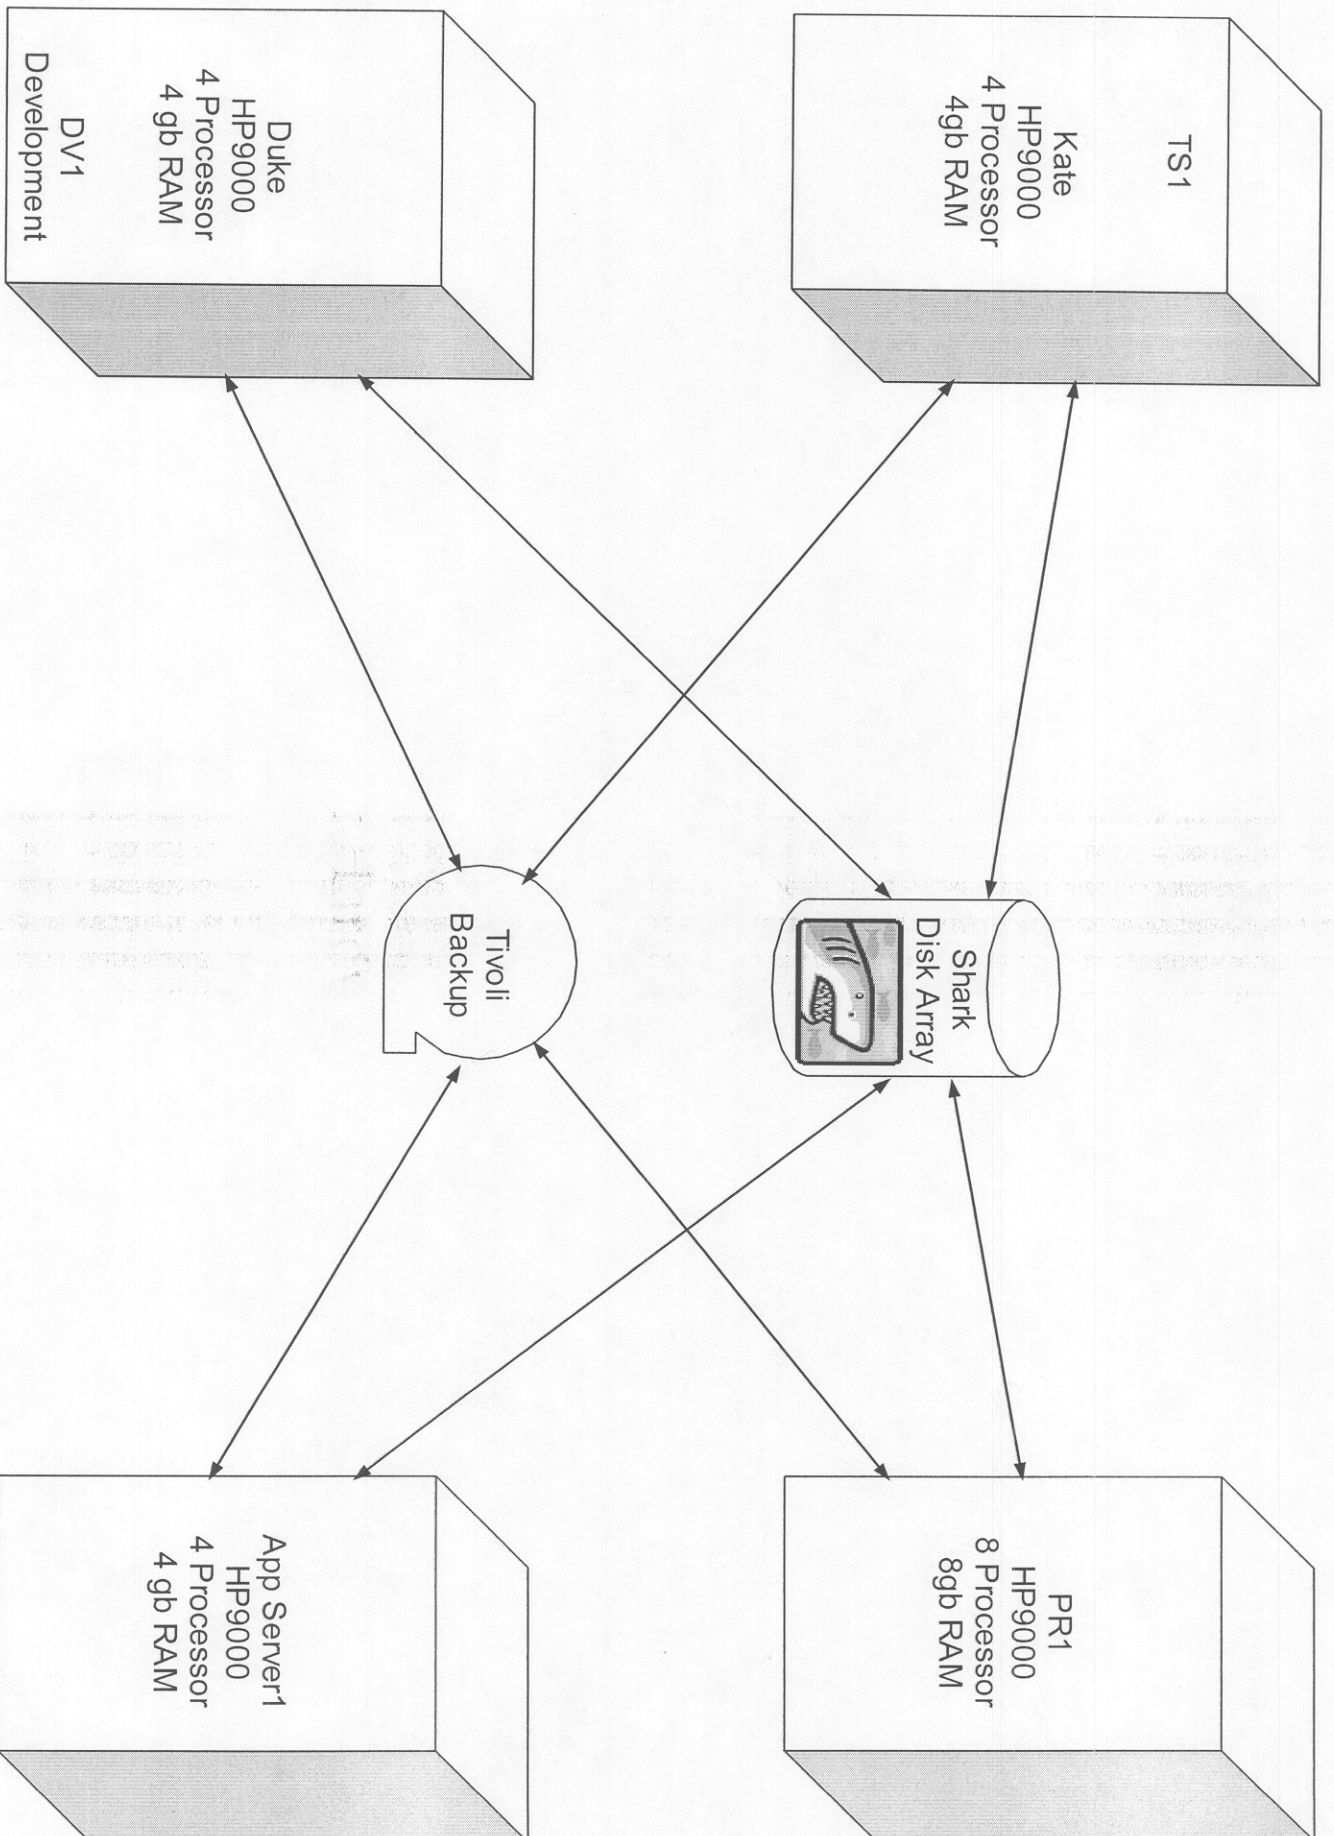 TS1
Kate
HP9000
4 Processor
4gb RAM
Shark
Disk Array
PR1
HP9000
8 Processor
8gb RAM
Duke
HP9000
4 Processor
4 gb RAM
DV1
Development
Tivoli
Backup
App Server1
HP9000
4 Processor
4 gb RAM